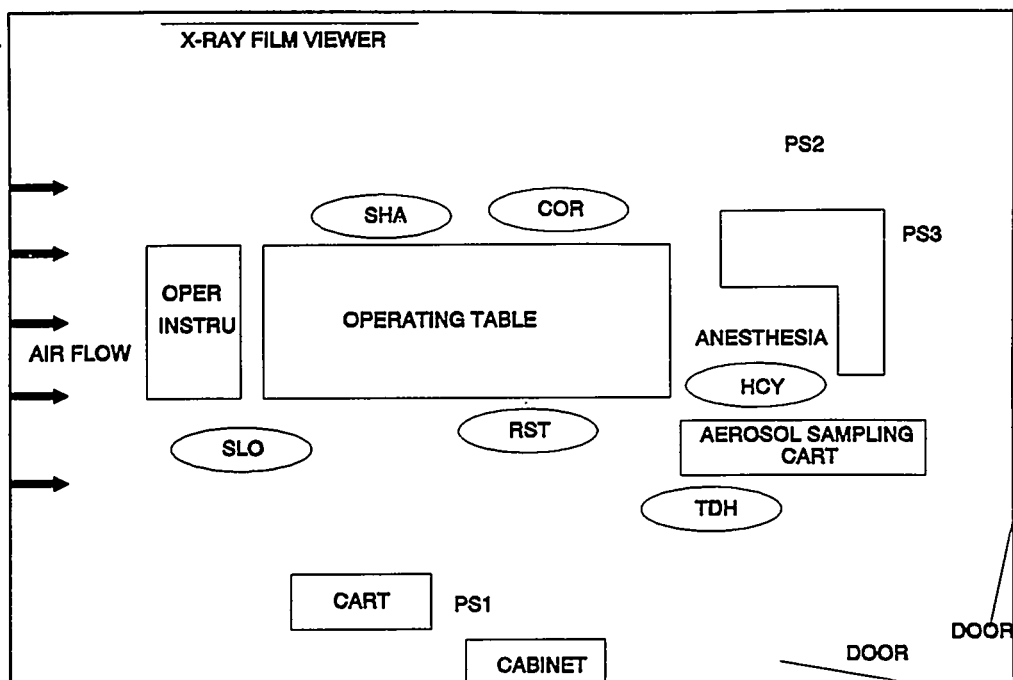 X-RAY FILM VIEWER
PS2
SHA
COR
PS3
OPER
INSTRU
OPERATING TABLE
AIR FLOW
ANESTHESIA
HCY
RST
AEROSOL SAMPLING
CART
SLO
TDH
CART
PS1
DOOR
DOOR
CABINET